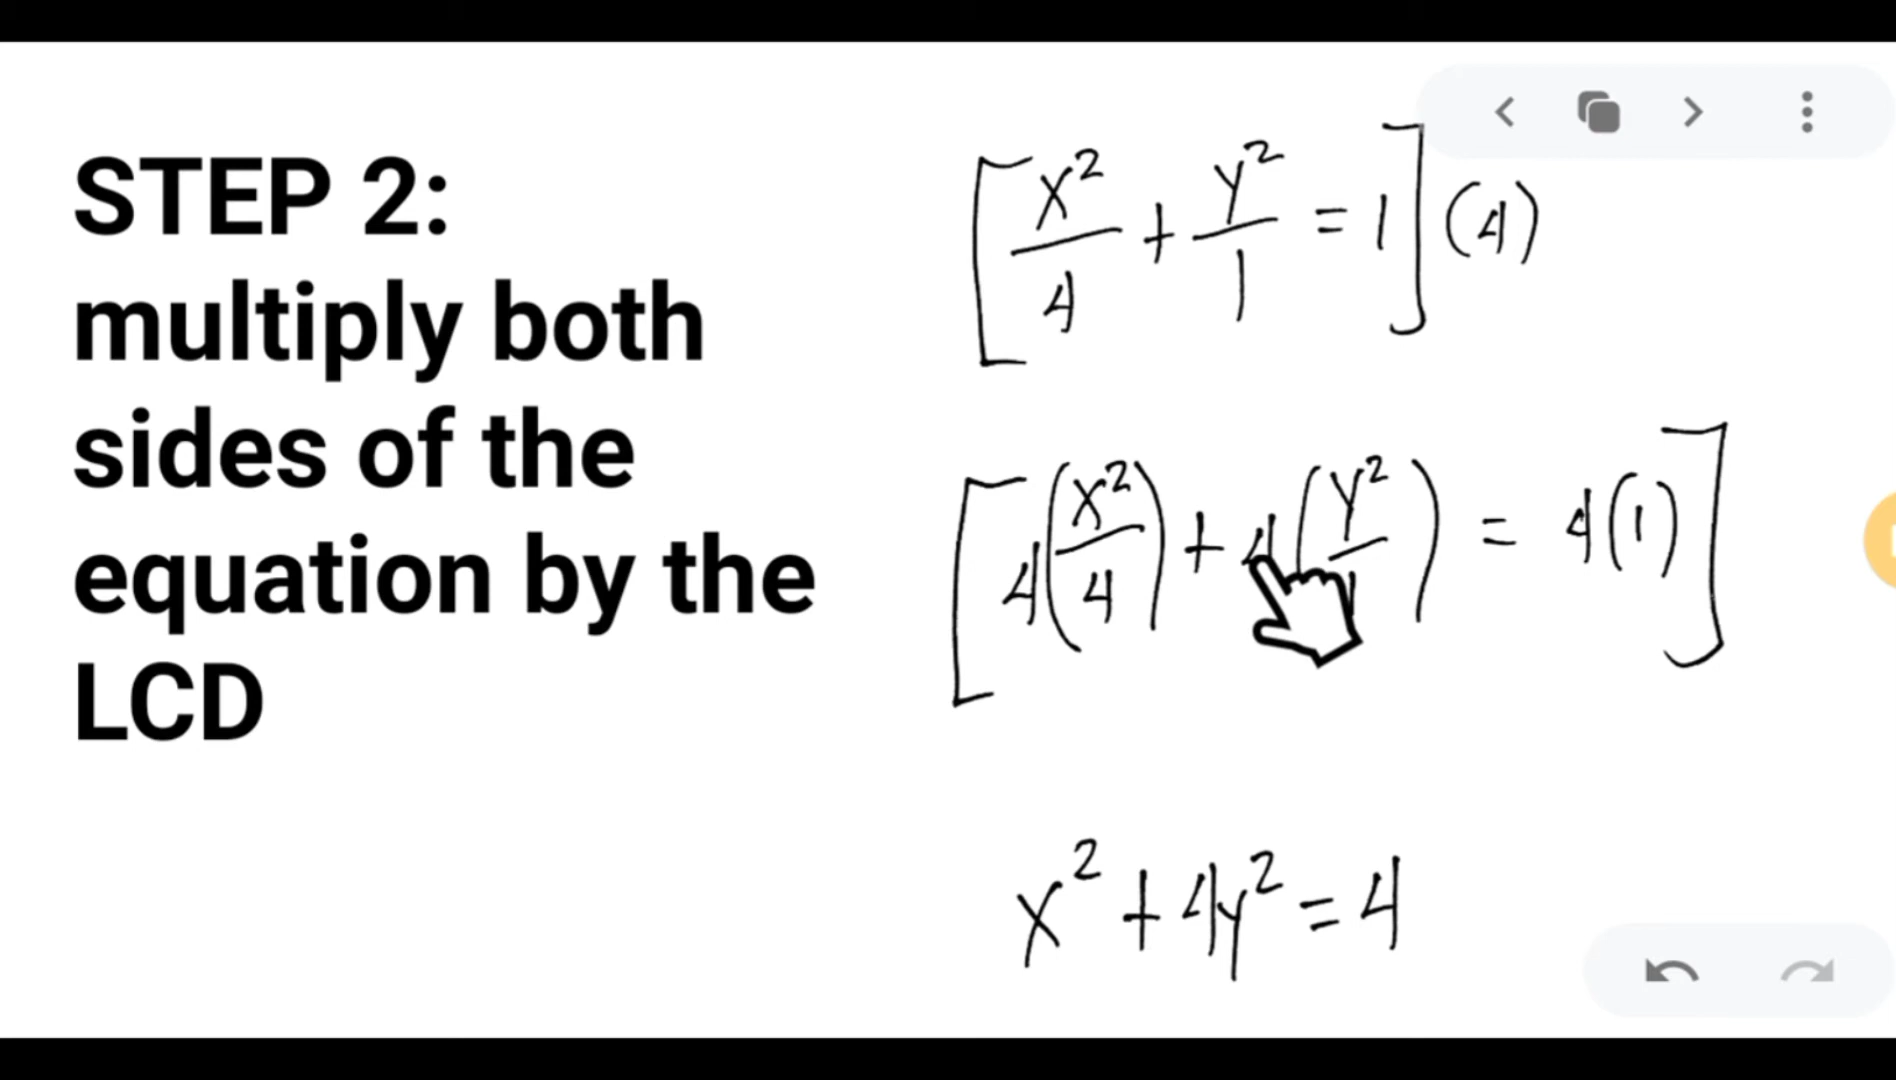 STEP 2:
multiply both
sides of the
equation by the
LCD
[x²/4 + y²/1 = 1] (4)
[4(x²/4) + 4(y²/1) = 4(1)]
x² + 4y² = 4